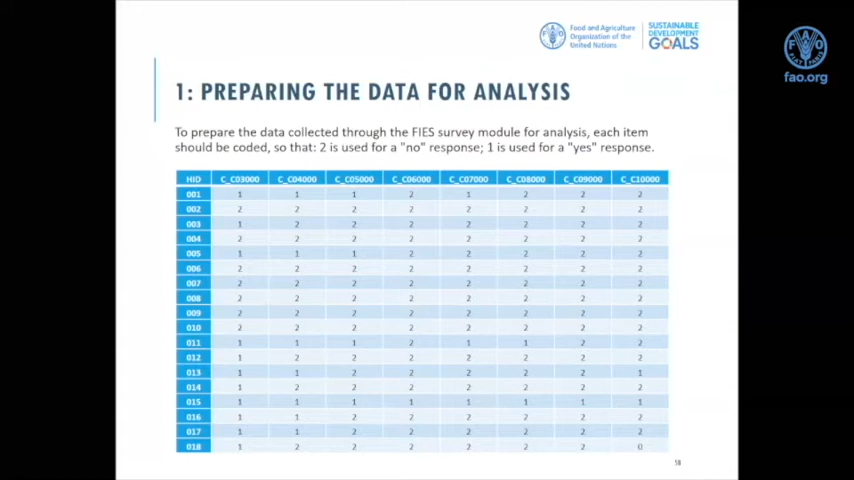 Food and Agriculture
Organization of the
United Nations
SUSTAINABLE
DEVELOPMENT
GOALS
FAO
FIAT PANIS
fao.org
1: PREPARING THE DATA FOR ANALYSIS
To prepare the data collected through the FIES survey module for analysis, each item
should be coded, so that: 2 is used for a "no" response; 1 is used for a "yes" response.
HID C_C03000 C_C04000 C_C05000 C_C06000 C_C07000 C_C08000 C_C09000 C_C10000
001 1 1 1 2 1 2 2 2
002 2 2 2 2 2 2 2 2
003 1 2 2 2 2 2 2 2
004 2 2 2 2 2 2 2 2
005 1 1 1 2 2 2 2 2
006 2 2 2 2 2 2 2 2
007 2 2 2 2 2 2 2 2
008 2 2 2 2 2 2 2 2
009 2 2 2 2 2 2 2 2
010 2 2 2 2 2 2 2 2
011 1 1 1 2 1 1 2 2
012 1 2 2 2 2 2 2 2
013 1 1 2 2 2 2 2 1
014 1 2 2 2 2 2 2 2
015 1 1 1 1 1 1 1 1
016 1 1 2 2 2 2 2 2
017 1 1 2 2 2 2 2 2
018 1 2 2 2 2 2 2 0
58